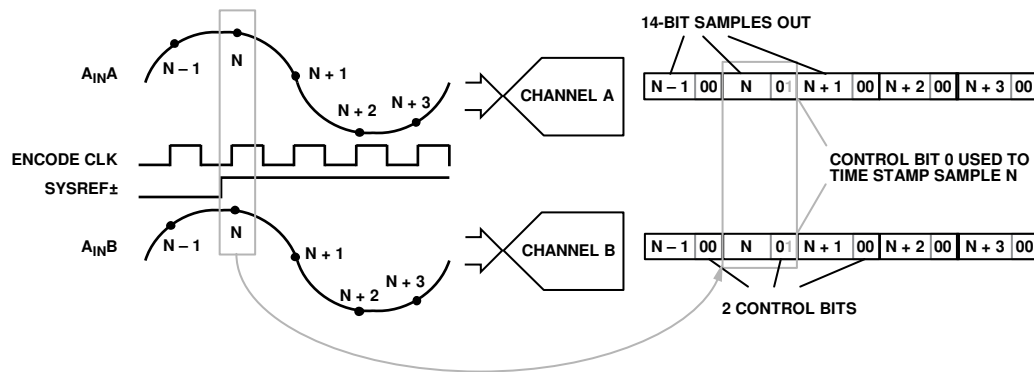 14-BIT SAMPLES OUT
AINA
N – 1
N
N + 1
N + 2
N + 3
CHANNEL A
N – 1 00 N 01 N + 1 00 N + 2 00 N + 3 00
ENCODE CLK
SYSREF±
CONTROL BIT 0 USED TO
TIME STAMP SAMPLE N
AINB
N – 1
N
N + 1
N + 2
N + 3
CHANNEL B
N – 1 00 N 01 N + 1 00 N + 2 00 N + 3 00
2 CONTROL BITS